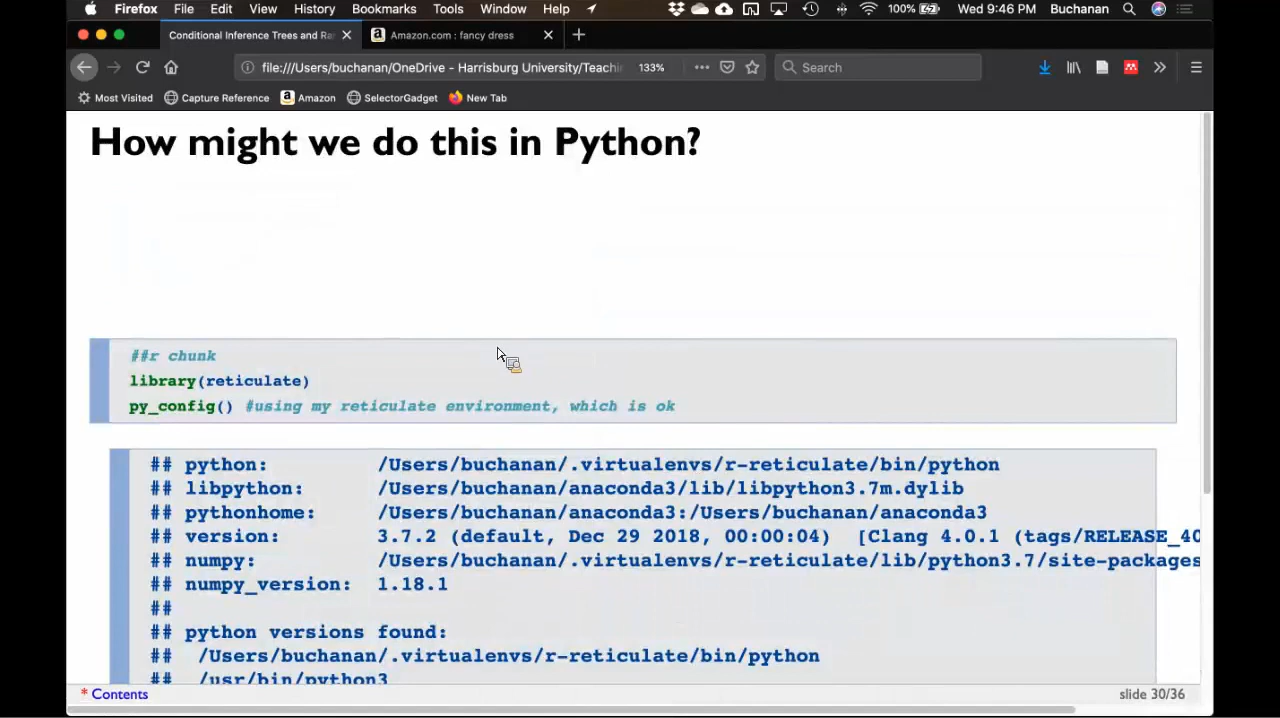 Firefox File Edit View History Bookmarks Tools Window Help 100% Wed 9:46 PM Buchanan
Conditional Inference Trees and Ra Amazon.com : fancy dress
file:///Users/buchanan/OneDrive - Harrisburg University/Teachi 133% Search
Most Visited Capture Reference Amazon SelectorGadget New Tab
How might we do this in Python?
##r chunk
library(reticulate)
py_config() #using my reticulate environment, which is ok
## python: /Users/buchanan/.virtualenvs/r-reticulate/bin/python
## libpython: /Users/buchanan/anaconda3/lib/libpython3.7m.dylib
## pythonhome: /Users/buchanan/anaconda3:/Users/buchanan/anaconda3
## version: 3.7.2 (default, Dec 29 2018, 00:00:04) [Clang 4.0.1 (tags/RELEASE_40
## numpy: /Users/buchanan/.virtualenvs/r-reticulate/lib/python3.7/site-packages
## numpy_version: 1.18.1
##
## python versions found:
## /Users/buchanan/.virtualenvs/r-reticulate/bin/python
## /usr/bin/python3
* Contents slide 30/36